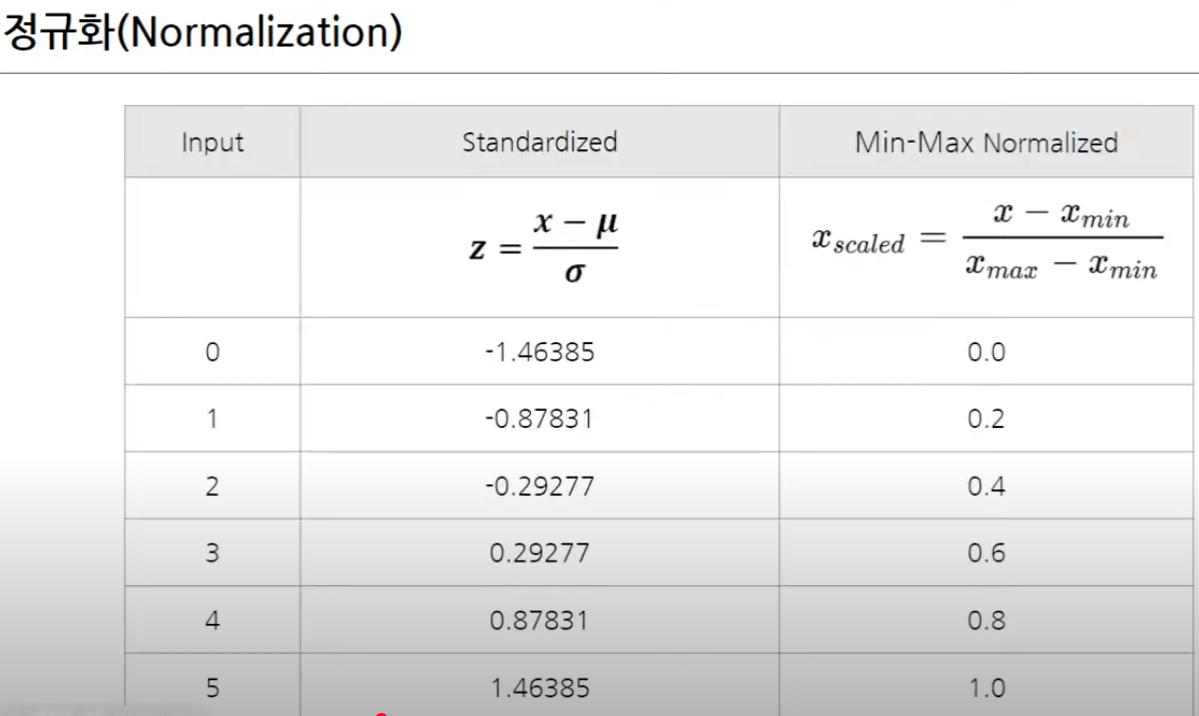 정규화(Normalization)
Input Standardized Min-Max Normalized
z = (x − μ) / σ x_scaled = (x − x_min) / (x_max − x_min)
0 -1.46385 0.0
1 -0.87831 0.2
2 -0.29277 0.4
3 0.29277 0.6
4 0.87831 0.8
5 1.46385 1.0